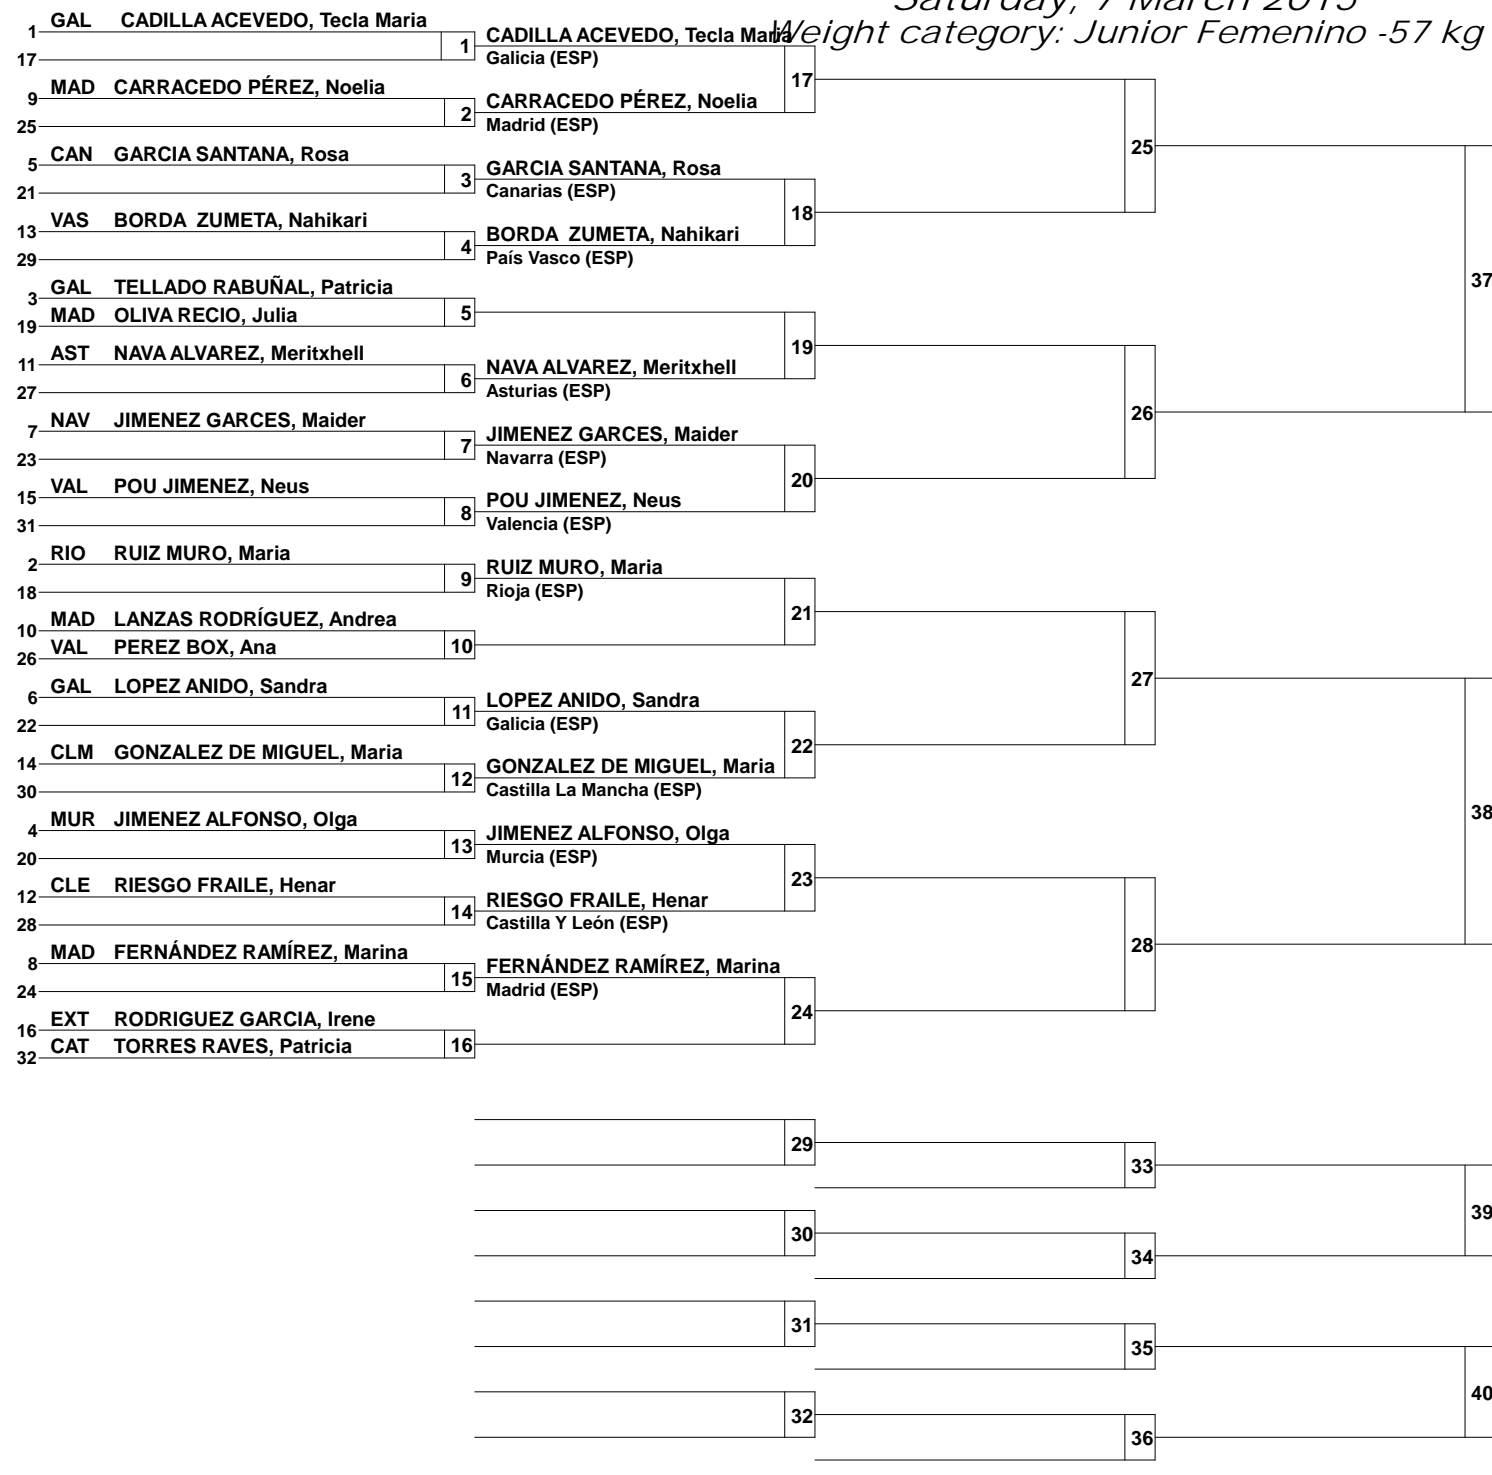 Saturday, 7 March 2015
Weight category: Junior Femenino -57 kg
1 GAL CADILLA ACEVEDO, Tecla Maria
17
1 CADILLA ACEVEDO, Tecla Maria
Galicia (ESP)
9 MAD CARRACEDO PÉREZ, Noelia
25
2 CARRACEDO PÉREZ, Noelia
Madrid (ESP)
17
5 CAN GARCIA SANTANA, Rosa
21
3 GARCIA SANTANA, Rosa
Canarias (ESP)
13 VAS BORDA ZUMETA, Nahikari
29
4 BORDA ZUMETA, Nahikari
País Vasco (ESP)
18
25
3 GAL TELLADO RABUÑAL, Patricia
19 MAD OLIVA RECIO, Julia
5
11 AST NAVA ALVAREZ, Meritxhell
27
6 NAVA ALVAREZ, Meritxhell
Asturias (ESP)
19
7 NAV JIMENEZ GARCES, Maider
23
7 JIMENEZ GARCES, Maider
Navarra (ESP)
15 VAL POU JIMENEZ, Neus
31
8 POU JIMENEZ, Neus
Valencia (ESP)
20
26
37
2 RIO RUIZ MURO, Maria
18
9 RUIZ MURO, Maria
Rioja (ESP)
10 MAD LANZAS RODRÍGUEZ, Andrea
26 VAL PEREZ BOX, Ana
10
21
6 GAL LOPEZ ANIDO, Sandra
22
11 LOPEZ ANIDO, Sandra
Galicia (ESP)
14 CLM GONZALEZ DE MIGUEL, Maria
30
12 GONZALEZ DE MIGUEL, Maria
Castilla La Mancha (ESP)
22
27
4 MUR JIMENEZ ALFONSO, Olga
20
13 JIMENEZ ALFONSO, Olga
Murcia (ESP)
12 CLE RIESGO FRAILE, Henar
28
14 RIESGO FRAILE, Henar
Castilla Y León (ESP)
23
8 MAD FERNÁNDEZ RAMÍREZ, Marina
24
15 FERNÁNDEZ RAMÍREZ, Marina
Madrid (ESP)
16 EXT RODRIGUEZ GARCIA, Irene
32 CAT TORRES RAVES, Patricia
16
24
28
38
29
33
30
34
39
31
35
32
36
40